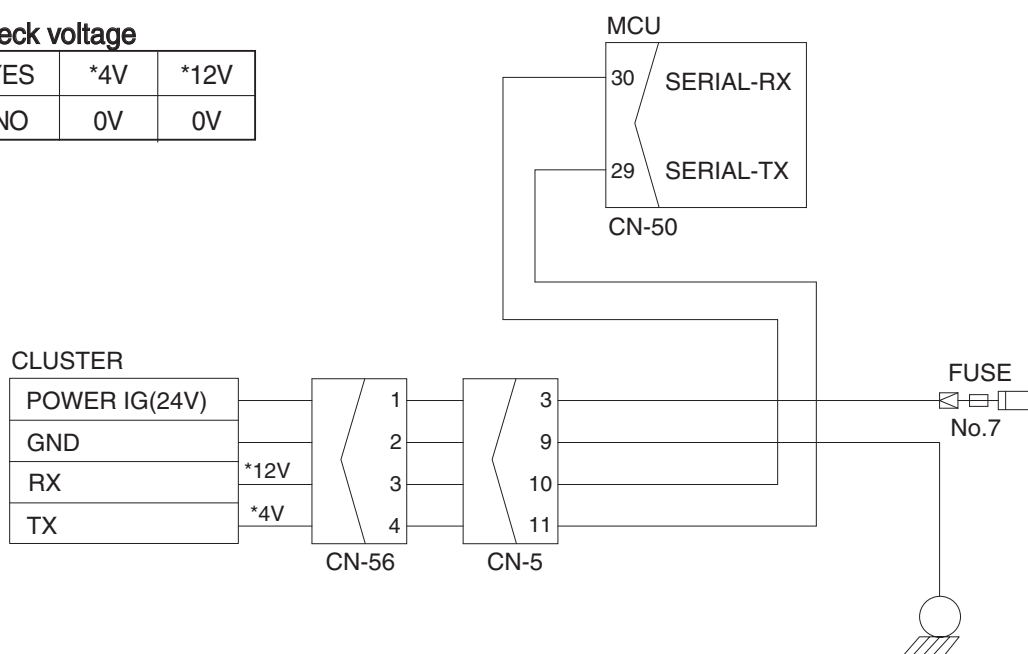 eck voltage
YES *4V *12V
NO 0V 0V
MCU
30 SERIAL-RX
29 SERIAL-TX
CN-50
CLUSTER
POWER IG(24V) 1 3
GND 2 9
RX *12V 3 10
TX *4V 4 11
CN-56 CN-5
FUSE
No.7